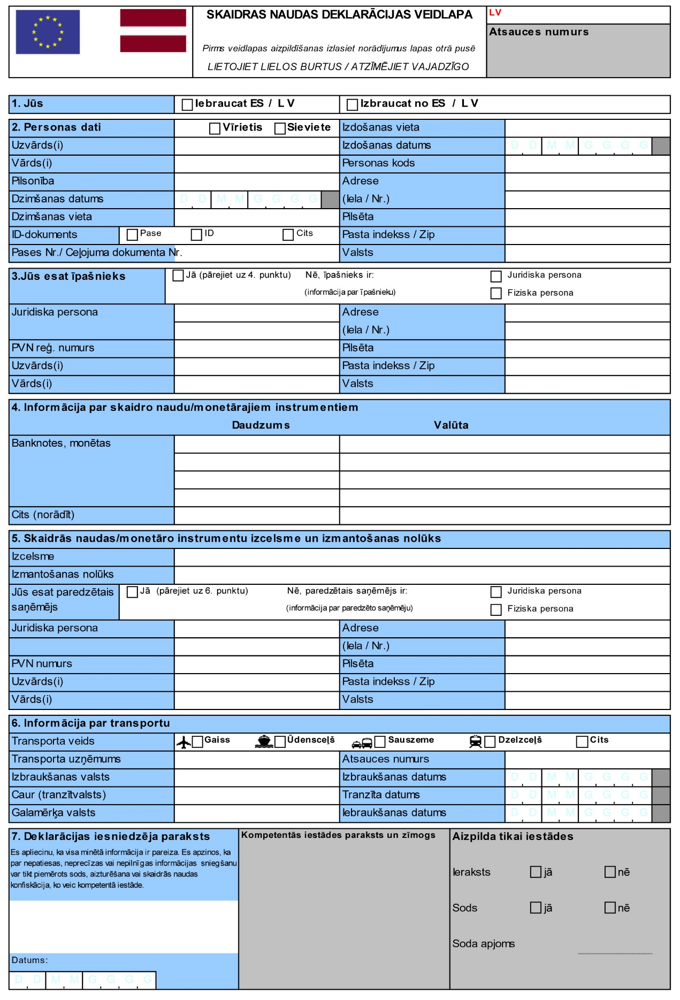 SKAIDRAS NAUDAS DEKLARĀCIJAS VEIDLAPA
Pirms veidlapas aizpildīšanas izlasiet norādījumus lapas otrā pusē
LIETOJIET LIELOS BURTUS / ATZĪMĒJIET VAJADZĪGO
LV
Atsauces numurs
1. Jūs Iebraucat ES / LV Izbraucat no ES / LV
2. Personas dati Vīrietis Sieviete Izdošanas vieta
Uzvārds(i) Izdošanas datums D D M M G G G G
Vārds(i) Personas kods
Pilsonība Adrese
Dzimšanas datums D D M M G G G G (Iela / Nr.)
Dzimšanas vieta Pilsēta
ID-dokuments Pase ID Cits Pasta indekss / Zip
Pases Nr./ Ceļojuma dokumenta Nr. Valsts
3.Jūs esat īpašnieks Jā (pārejiet uz 4. punktu) Nē, īpašnieks ir: Juridiska persona
(informācija par īpašnieku) Fiziska persona
Juridiska persona Adrese
(Iela / Nr.)
PVN reģ. numurs Pilsēta
Uzvārds(i) Pasta indekss / Zip
Vārds(i) Valsts
4. Informācija par skaidro naudu/monetārajiem instrumentiem
Daudzums Valūta
Banknotes, monētas
Cits (norādīt)
5. Skaidrās naudas/monetāro instrumentu izcelsme un izmantošanas nolūks
Izcelsme
Izmantošanas nolūks
Jūs esat paredzētais Jā (pārejiet uz 6. punktu) Nē, paredzētais saņēmējs ir: Juridiska persona
saņēmējs (informācija par paredzēto saņēmēju) Fiziska persona
Juridiska persona Adrese
(Iela / Nr.)
PVN numurs Pilsēta
Uzvārds(i) Pasta indekss / Zip
Vārds(i) Valsts
6. Informācija par transportu
Transporta veids Gaiss Ūdensceļš Sauszeme Dzelzceļš Cits
Transporta uzņēmums Atsauces numurs
Izbraukšanas valsts Izbraukšanas datums D D M M G G G G
Caur (tranzītvalsts) Tranzīta datums D D M M G G G G
Galamērķa valsts Iebraukšanas datums D D M M G G G G
7. Deklarācijas iesniedzēja paraksts
Es apliecinu, ka visa minētā informācija ir pareiza. Es apzinos, ka
par nepatiesas, neprecīzas vai nepilnīgas informācijas sniegšanu
var tikt piemērots sods, aizturēšana vai skaidrās naudas
konfiskācija, ko veic kompetentā iestāde.
Datums:
D D M M G G G G
Kompetentās iestādes paraksts un zīmogs
Aizpilda tikai iestādes
Ieraksts jā nē
Sods jā nē
Soda apjoms